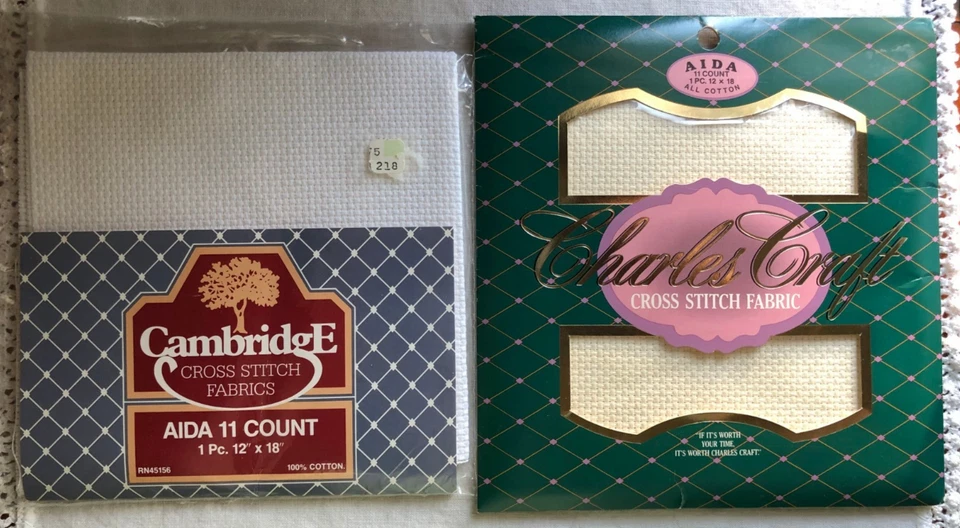 5
218
Cambridge
CROSS STITCH
FABRICS
AIDA 11 COUNT
1 Pc. 12" x 18"
RN45156
100% COTTON.
AIDA
11 COUNT
1 PC. 12 x 18
ALL COTTON
Charles Craft
CROSS STITCH FABRIC
"IF IT'S WORTH
YOUR TIME,
IT'S WORTH CHARLES CRAFT."